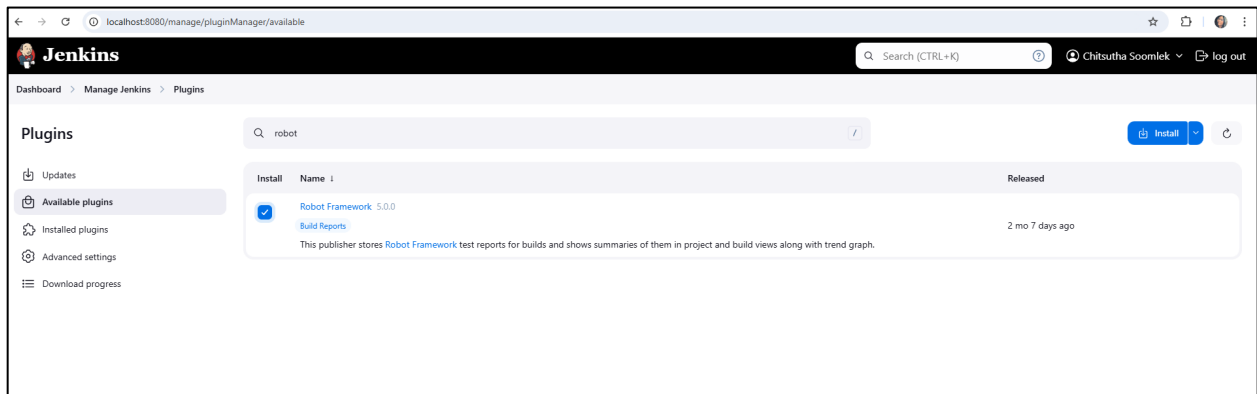 localhost:8080/manage/pluginManager/available
Jenkins
Search (CTRL+K)
?
Chitsutha Soomlek
log out
Dashboard > Manage Jenkins > Plugins
Plugins
robot
/
Install
Updates
Available plugins
Installed plugins
Advanced settings
Download progress
Install Name ↓ Released
Robot Framework 5.0.0
Build Reports
This publisher stores Robot Framework test reports for builds and shows summaries of them in project and build views along with trend graph.
2 mo 7 days ago